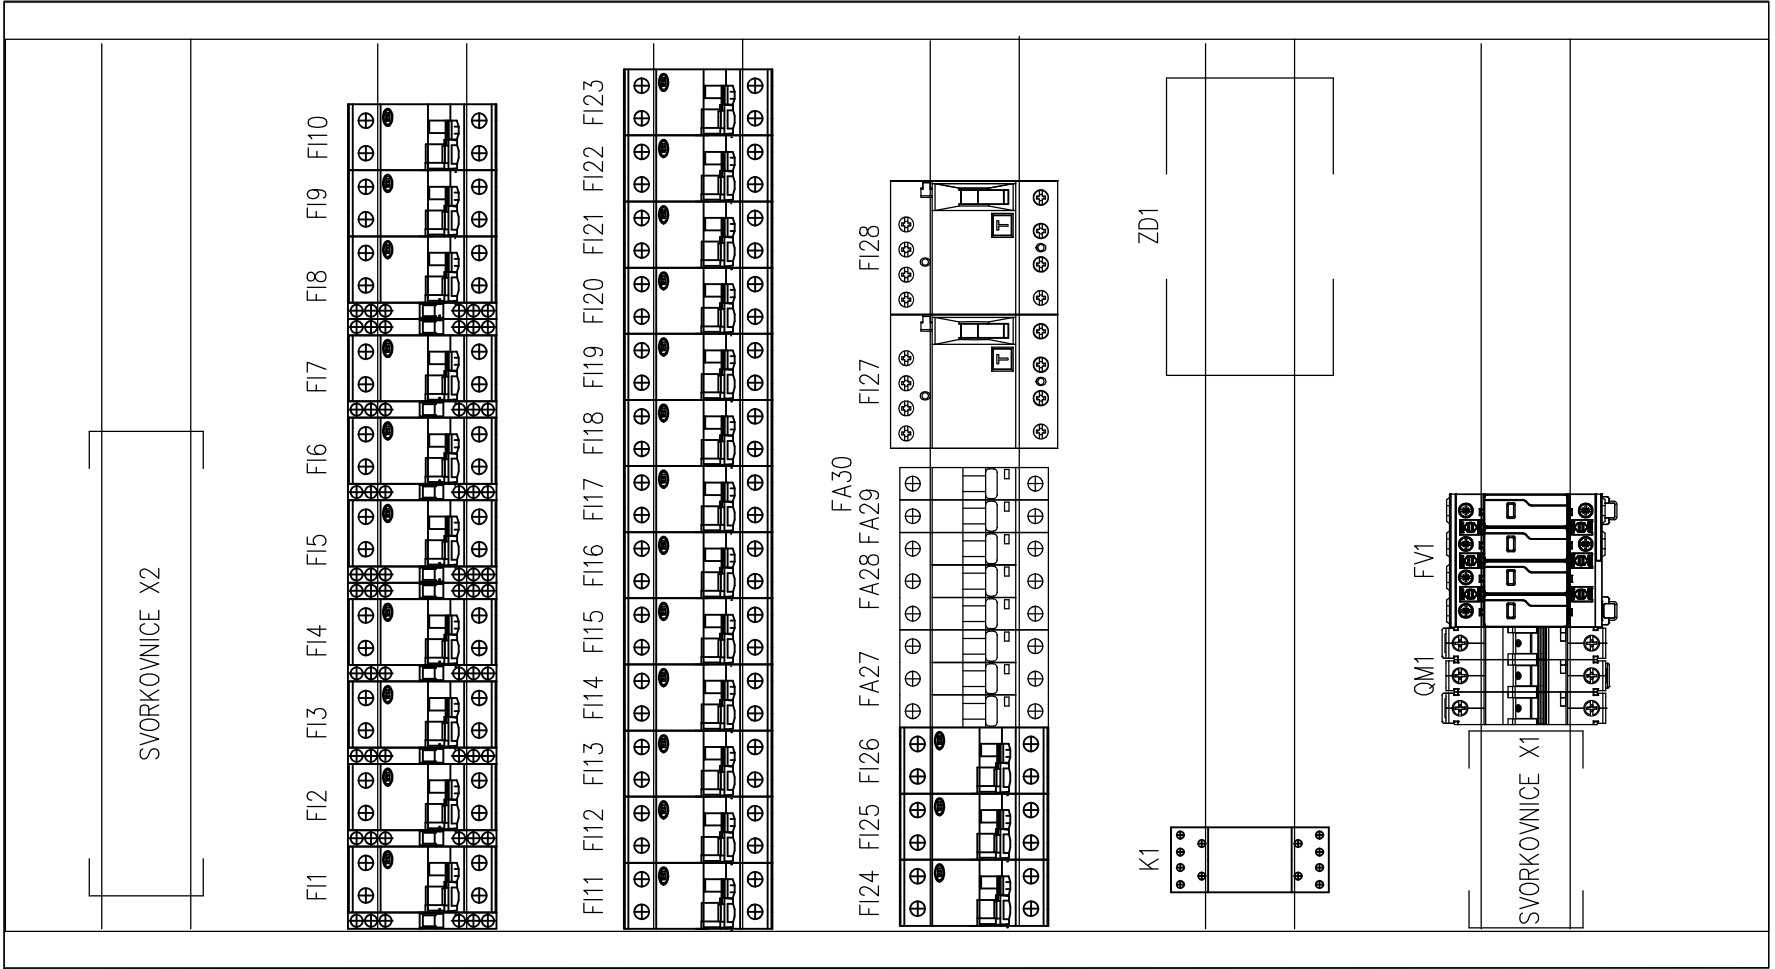 SVORKOVNICE X2
FI10
FI9
FI8
FI7
FI6
FI5
FI4
FI3
FI2
FI1
FI23
FI22
FI21
FI20
FI19
FI18
FI17
FI16
FI15
FI14
FI13
FI12
FI11
FI28
FI27
FA30
FA29
FA28
FA27
FI26
FI25
FI24
T
T
ZD1
K1
FV1
QM1
SVORKOVNICE X1